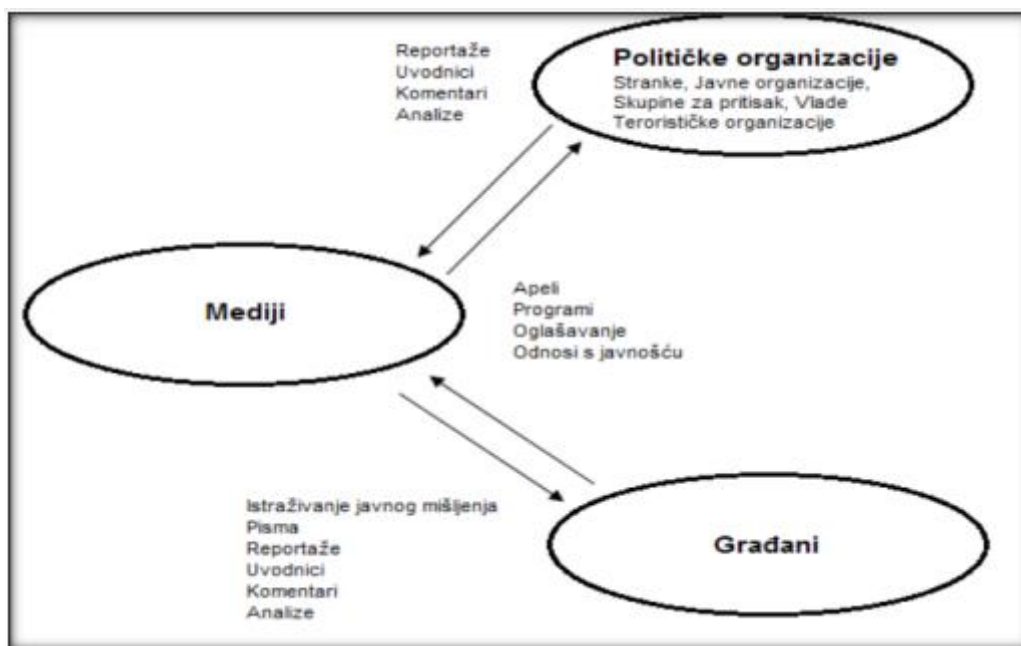 Reportaže
Uvodnici
Komentari
Analize
Političke organizacije
Stranke, Javne organizacije,
Skupine za pritisak, Vlade
Terorističke organizacije
Mediji
Apeli
Programi
Oglašavanje
Odnosi s javnošću
Istraživanje javnog mišljenja
Pisma
Reportaže
Uvodnici
Komentari
Analize
Građani